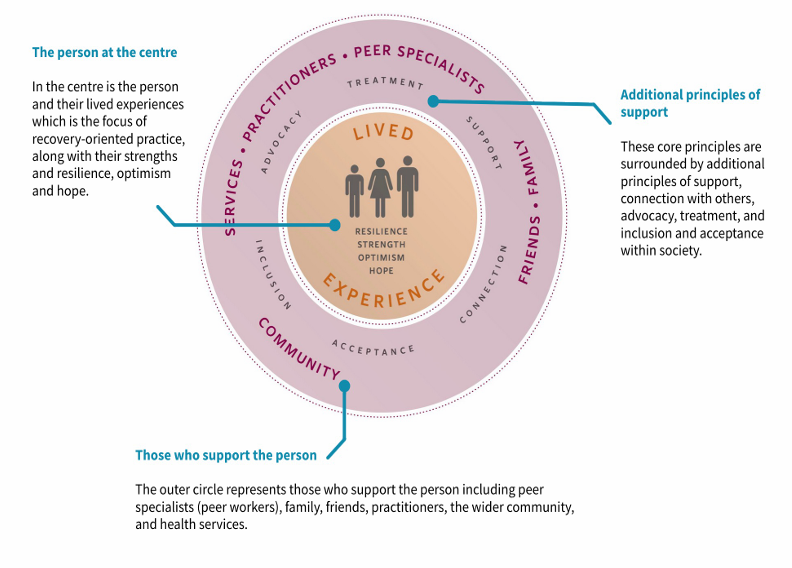 The person at the centre
In the centre is the person
and their lived experiences
which is the focus of
recovery-oriented practice,
along with their strengths
and resilience, optimism
and hope.
SERVICES • PRACTITIONERS • PEER SPECIALISTS
FRIENDS • FAMILY
COMMUNITY
TREATMENT
ADVOCACY
SUPPORT
INCLUSION
CONNECTION
ACCEPTANCE
LIVED
RESILIENCE
STRENGTH
OPTIMISM
HOPE
EXPERIENCE
Additional principles of
support
These core principles are
surrounded by additional
principles of support,
connection with others,
advocacy, treatment, and
inclusion and acceptance
within society.
Those who support the person
The outer circle represents those who support the person including peer
specialists (peer workers), family, friends, practitioners, the wider community,
and health services.